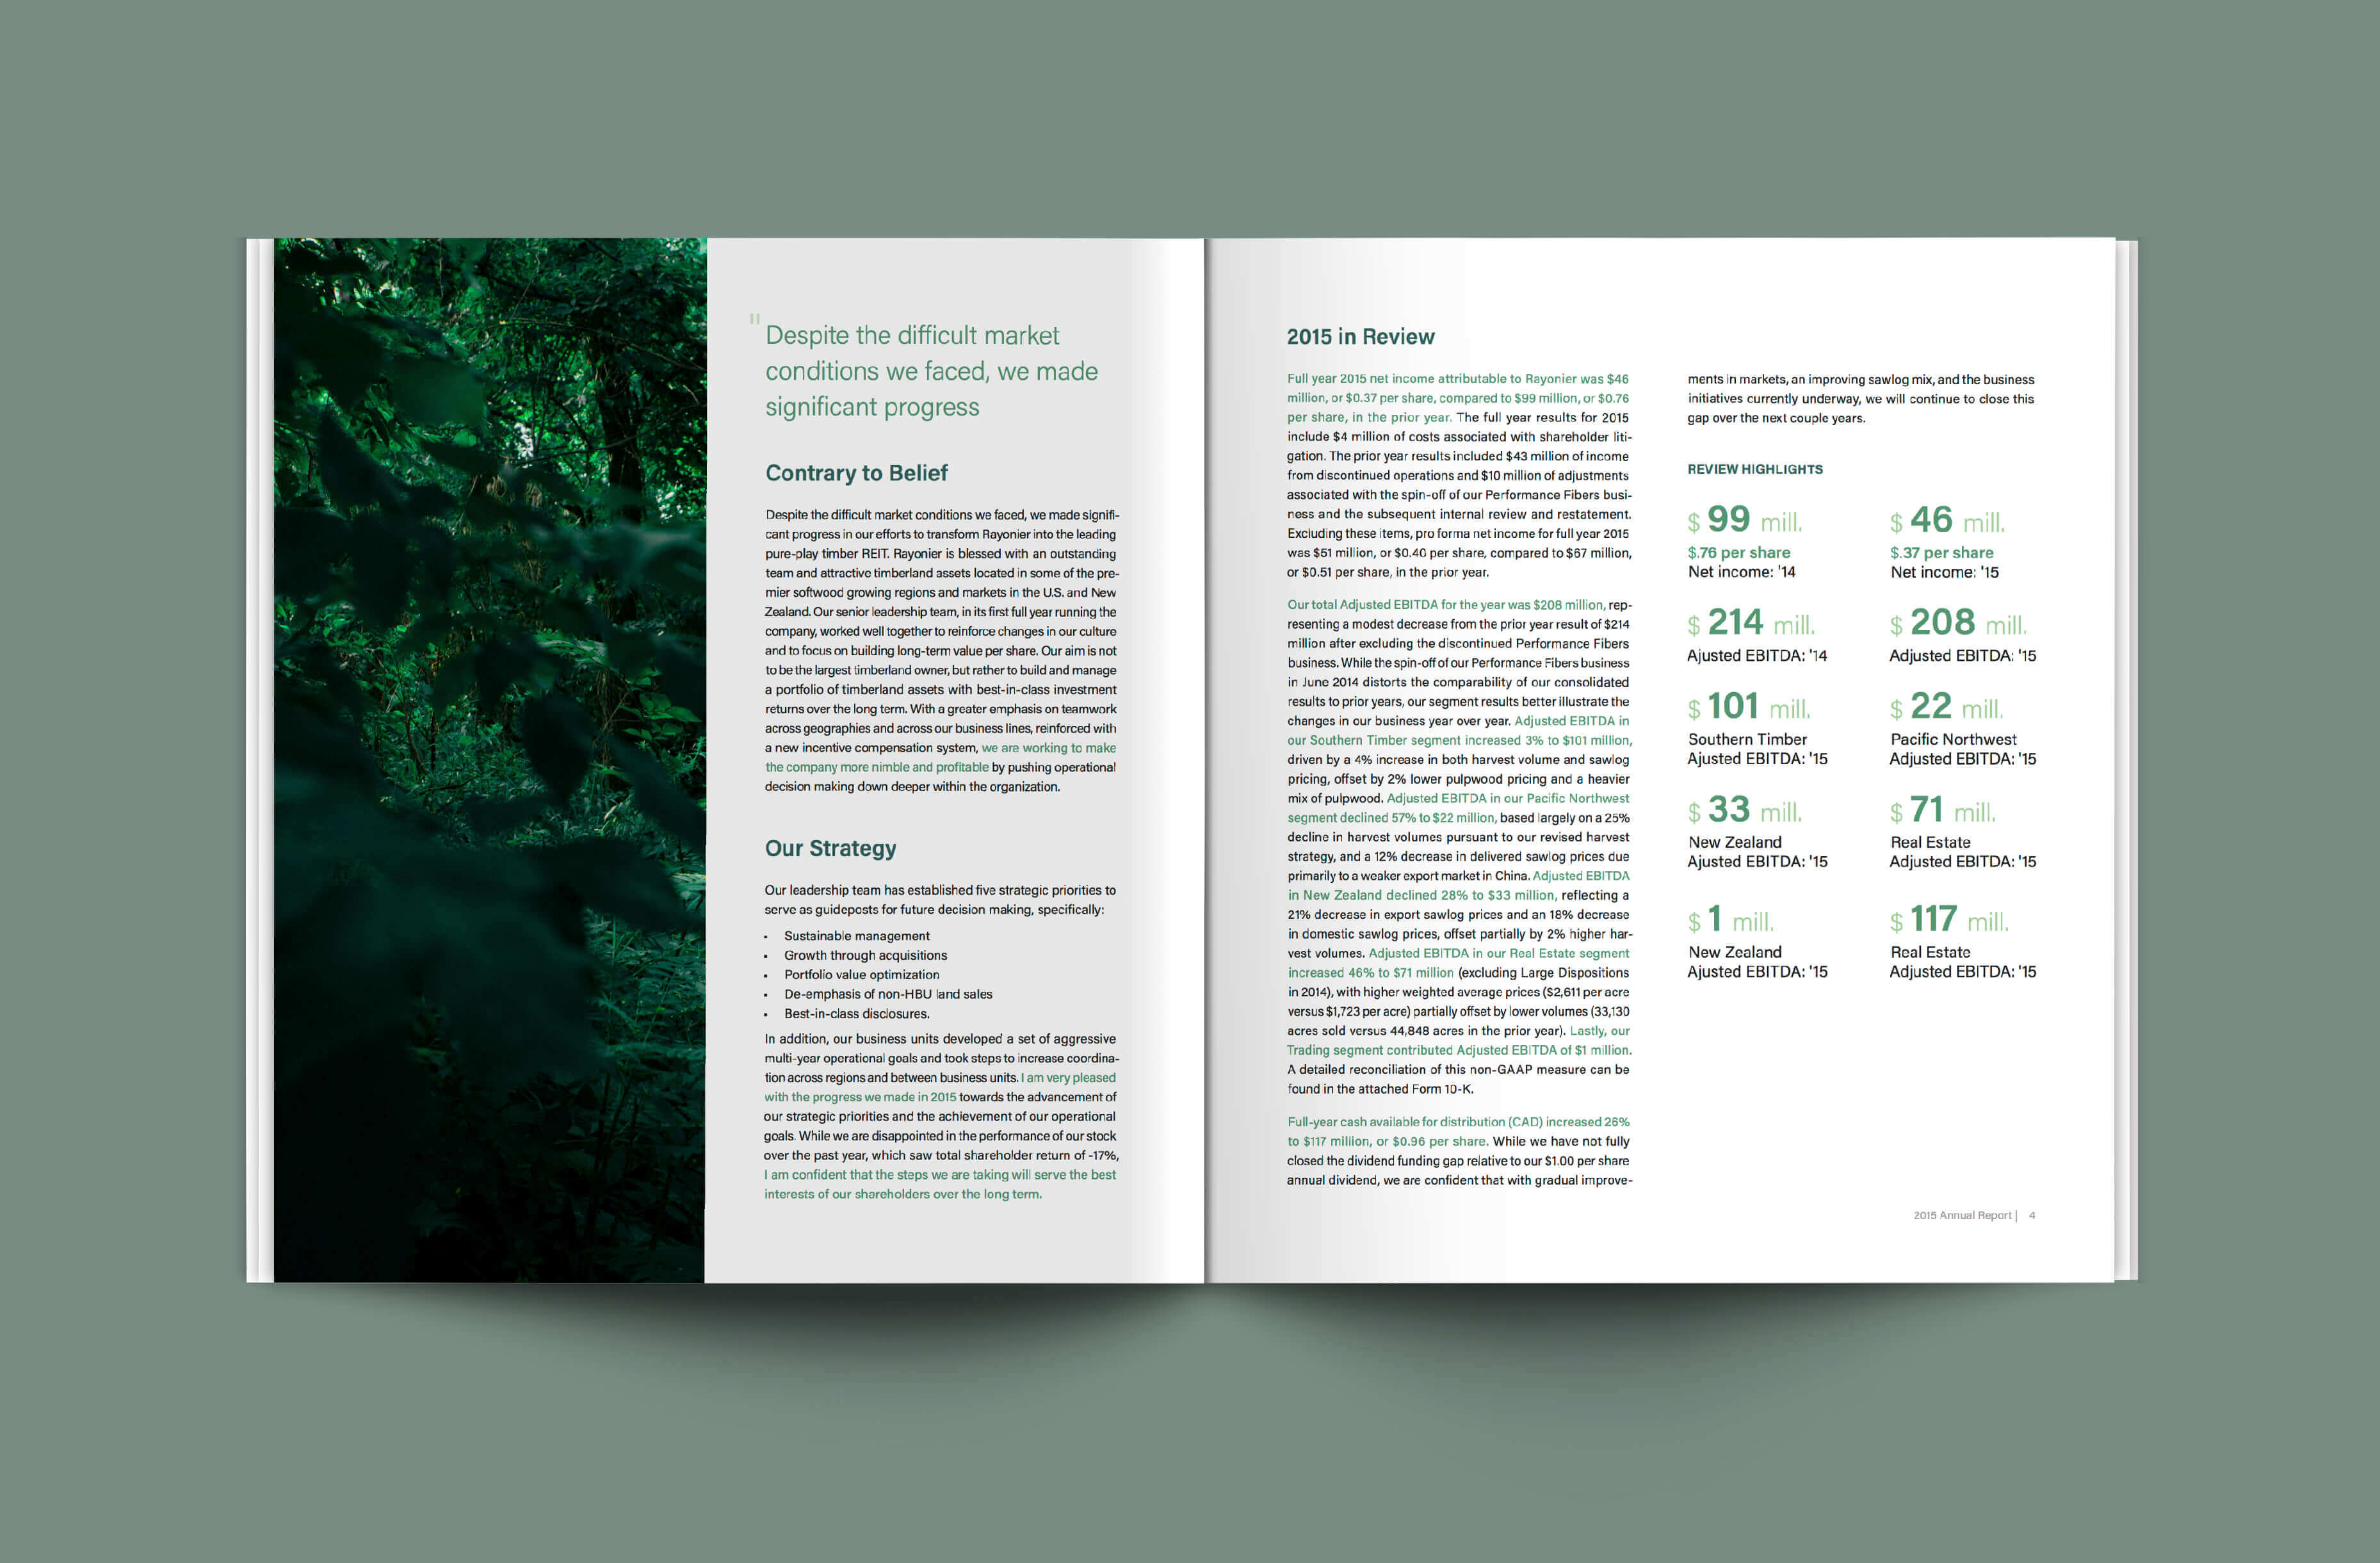 "
Despite the difficult market
conditions we faced, we made
significant progress
Contrary to Belief
Despite the difficult market conditions we faced, we made signifi-
cant progress in our efforts to transform Rayonier into the leading
pure-play timber REIT. Rayonier is blessed with an outstanding
team and attractive timberland assets located in some of the pre-
mier softwood growing regions and markets in the U.S. and New
Zealand. Our senior leadership team, in its first full year running the
company, worked well together to reinforce changes in our culture
and to focus on building long-term value per share. Our aim is not
to be the largest timberland owner, but rather to build and manage
a portfolio of timberland assets with best-in-class investment
returns over the long term. With a greater emphasis on teamwork
across geographies and across our business lines, reinforced with
a new incentive compensation system, we are working to make
the company more nimble and profitable by pushing operational
decision making down deeper within the organization.
Our Strategy
Our leadership team has established five strategic priorities to
serve as guideposts for future decision making, specifically:
• Sustainable management
• Growth through acquisitions
• Portfolio value optimization
• De-emphasis of non-HBU land sales
• Best-in-class disclosures.
In addition, our business units developed a set of aggressive
multi-year operational goals and took steps to increase coordina-
tion across regions and between business units. I am very pleased
with the progress we made in 2015 towards the advancement of
our strategic priorities and the achievement of our operational
goals. While we are disappointed in the performance of our stock
over the past year, which saw total shareholder return of -17%,
I am confident that the steps we are taking will serve the best
interests of our shareholders over the long term.
2015 in Review
Full year 2015 net income attributable to Rayonier was $46
million, or $0.37 per share, compared to $99 million, or $0.76
per share, in the prior year. The full year results for 2015
include $4 million of costs associated with shareholder liti-
gation. The prior year results included $43 million of income
from discontinued operations and $10 million of adjustments
associated with the spin-off of our Performance Fibers busi-
ness and the subsequent internal review and restatement.
Excluding these items, pro forma net income for full year 2015
was $51 million, or $0.40 per share, compared to $67 million,
or $0.51 per share, in the prior year.
Our total Adjusted EBITDA for the year was $208 million, rep-
resenting a modest decrease from the prior year result of $214
million after excluding the discontinued Performance Fibers
business. While the spin-off of our Performance Fibers business
in June 2014 distorts the comparability of our consolidated
results to prior years, our segment results better illustrate the
changes in our business year over year. Adjusted EBITDA in
our Southern Timber segment increased 3% to $101 million,
driven by a 4% increase in both harvest volume and sawlog
pricing, offset by 2% lower pulpwood pricing and a heavier
mix of pulpwood. Adjusted EBITDA in our Pacific Northwest
segment declined 57% to $22 million, based largely on a 25%
decline in harvest volumes pursuant to our revised harvest
strategy, and a 12% decrease in delivered sawlog prices due
primarily to a weaker export market in China. Adjusted EBITDA
in New Zealand declined 28% to $33 million, reflecting a
21% decrease in export sawlog prices and an 18% decrease
in domestic sawlog prices, offset partially by 2% higher har-
vest volumes. Adjusted EBITDA in our Real Estate segment
increased 46% to $71 million (excluding Large Dispositions
in 2014), with higher weighted average prices ($2,611 per acre
versus $1,723 per acre) partially offset by lower volumes (33,130
acres sold versus 44,848 acres in the prior year). Lastly, our
Trading segment contributed Adjusted EBITDA of $1 million.
A detailed reconciliation of this non-GAAP measure can be
found in the attached Form 10-K.
Full-year cash available for distribution (CAD) increased 26%
to $117 million, or $0.96 per share. While we have not fully
closed the dividend funding gap relative to our $1.00 per share
annual dividend, we are confident that with gradual improve-
ments in markets, an improving sawlog mix, and the business
initiatives currently underway, we will continue to close this
gap over the next couple years.
REVIEW HIGHLIGHTS
$ 99 mill.
$.76 per share
Net income: '14
$ 46 mill.
$.37 per share
Net income: '15
$ 214 mill.
Ajusted EBITDA: '14
$ 208 mill.
Adjusted EBITDA: '15
$ 101 mill.
Southern Timber
Ajusted EBITDA: '15
$ 22 mill.
Pacific Northwest
Adjusted EBITDA: '15
$ 33 mill.
New Zealand
Ajusted EBITDA: '15
$ 71 mill.
Real Estate
Adjusted EBITDA: '15
$ 1 mill.
New Zealand
Ajusted EBITDA: '15
$ 117 mill.
Real Estate
Adjusted EBITDA: '15
2015 Annual Report | 4